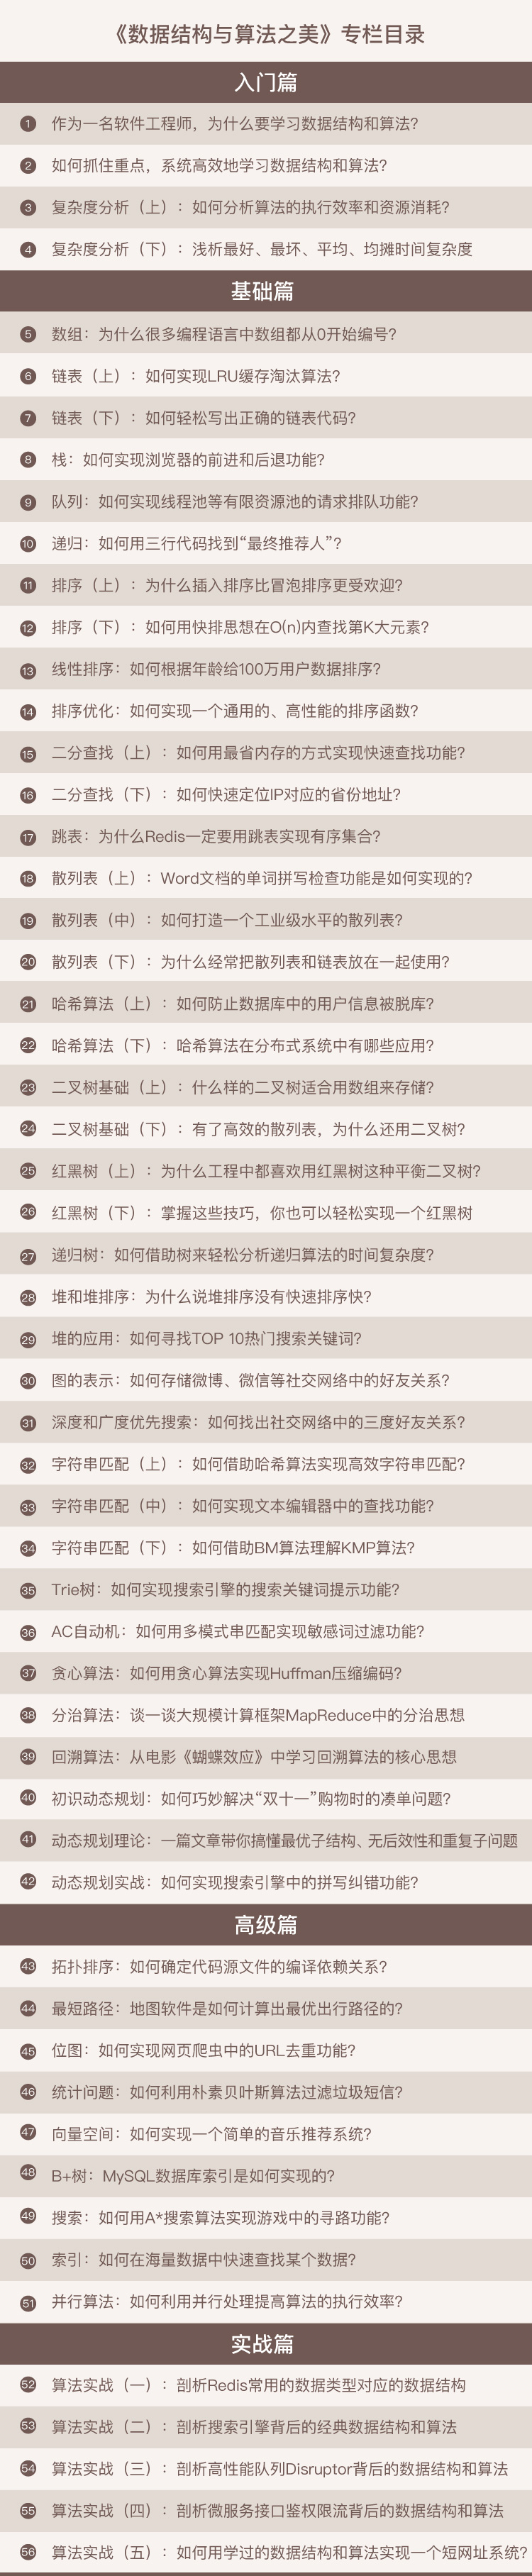 《数据结构与算法之美》专栏目录
入门篇
1 作为一名软件工程师，为什么要学习数据结构和算法？
2 如何抓住重点，系统高效地学习数据结构和算法？
3 复杂度分析（上）：如何分析算法的执行效率和资源消耗？
4 复杂度分析（下）：浅析最好、最坏、平均、均摊时间复杂度
基础篇
5 数组：为什么很多编程语言中数组都从0开始编号？
6 链表（上）：如何实现LRU缓存淘汰算法？
7 链表（下）：如何轻松写出正确的链表代码？
8 栈：如何实现浏览器的前进和后退功能？
9 队列：如何实现线程池等有限资源池的请求排队功能？
10 递归：如何用三行代码找到“最终推荐人”？
11 排序（上）：为什么插入排序比冒泡排序更受欢迎？
12 排序（下）：如何用快排思想在O(n)内查找第K大元素？
13 线性排序：如何根据年龄给100万用户数据排序？
14 排序优化：如何实现一个通用的、高性能的排序函数？
15 二分查找（上）：如何用最省内存的方式实现快速查找功能？
16 二分查找（下）：如何快速定位IP对应的省份地址？
17 跳表：为什么Redis一定要用跳表实现有序集合？
18 散列表（上）：Word文档的单词拼写检查功能是如何实现的？
19 散列表（中）：如何打造一个工业级水平的散列表？
20 散列表（下）：为什么经常把散列表和链表放在一起使用？
21 哈希算法（上）：如何防止数据库中的用户信息被脱库？
22 哈希算法（下）：哈希算法在分布式系统中有哪些应用？
23 二叉树基础（上）：什么样的二叉树适合用数组来存储？
24 二叉树基础（下）：有了高效的散列表，为什么还用二叉树？
25 红黑树（上）：为什么工程中都喜欢用红黑树这种平衡二叉树？
26 红黑树（下）：掌握这些技巧，你也可以轻松实现一个红黑树
27 递归树：如何借助树来轻松分析递归算法的时间复杂度？
28 堆和堆排序：为什么说堆排序没有快速排序快？
29 堆的应用：如何寻找TOP 10热门搜索关键词？
30 图的表示：如何存储微博、微信等社交网络中的好友关系？
31 深度和广度优先搜索：如何找出社交网络中的三度好友关系？
32 字符串匹配（上）：如何借助哈希算法实现高效字符串匹配？
33 字符串匹配（中）：如何实现文本编辑器中的查找功能？
34 字符串匹配（下）：如何借助BM算法理解KMP算法？
35 Trie树：如何实现搜索引擎的搜索关键词提示功能？
36 AC自动机：如何用多模式串匹配实现敏感词过滤功能？
37 贪心算法：如何用贪心算法实现Huffman压缩编码？
38 分治算法：谈一谈大规模计算框架MapReduce中的分治思想
39 回溯算法：从电影《蝴蝶效应》中学习回溯算法的核心思想
40 初识动态规划：如何巧妙解决“双十一”购物时的凑单问题？
41 动态规划理论：一篇文章带你搞懂最优子结构、无后效性和重复子问题
42 动态规划实战：如何实现搜索引擎中的拼写纠错功能？
高级篇
43 拓扑排序：如何确定代码源文件的编译依赖关系？
44 最短路径：地图软件是如何计算出最优出行路径的？
45 位图：如何实现网页爬虫中的URL去重功能？
46 统计问题：如何利用朴素贝叶斯算法过滤垃圾短信？
47 向量空间：如何实现一个简单的音乐推荐系统？
48 B+树：MySQL数据库索引是如何实现的？
49 搜索：如何用A*搜索算法实现游戏中的寻路功能？
50 索引：如何在海量数据中快速查找某个数据？
51 并行算法：如何利用并行处理提高算法的执行效率？
实战篇
52 算法实战（一）：剖析Redis常用的数据类型对应的数据结构
53 算法实战（二）：剖析搜索引擎背后的经典数据结构和算法
54 算法实战（三）：剖析高性能队列Disruptor背后的数据结构和算法
55 算法实战（四）：剖析微服务接口鉴权限流背后的数据结构和算法
56 算法实战（五）：如何用学过的数据结构和算法实现一个短网址系统？